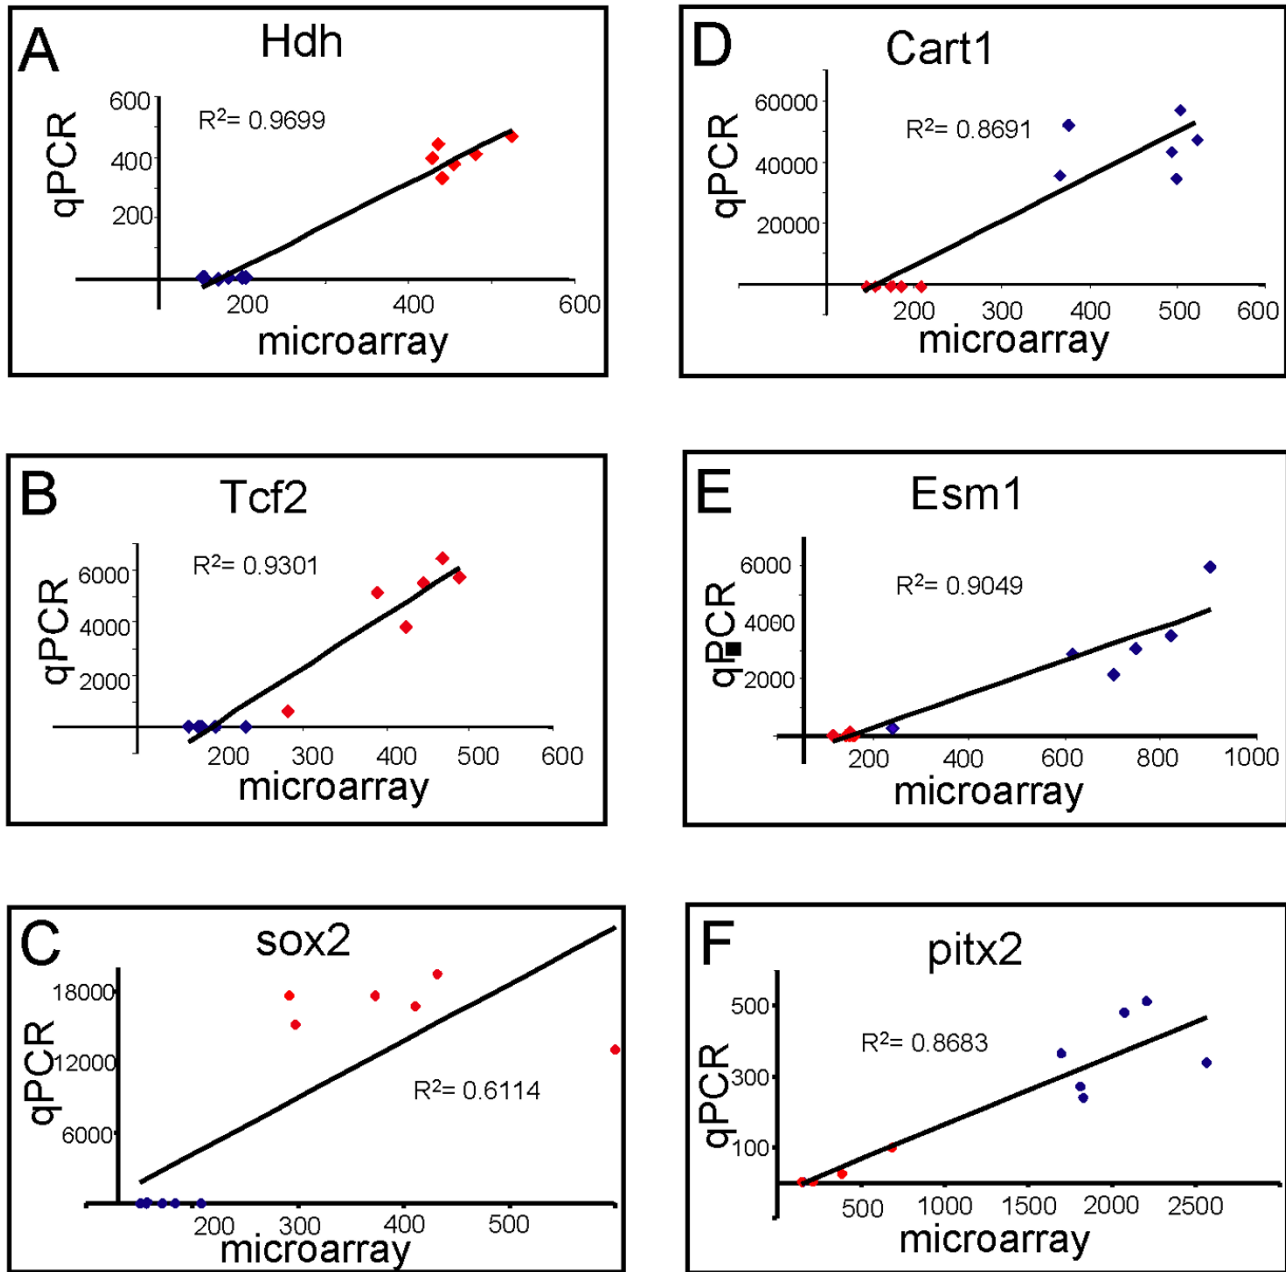 A
Hdh
R²= 0.9699
qPCR
600
400
200
200
400
600
microarray
D
Cart1
R²= 0.8691
qPCR
60000
40000
20000
200
300
400
500
600
microarray
B
Tcf2
R²= 0.9301
qPCR
6000
4000
2000
200
300
400
500
600
microarray
E
Esm1
R²= 0.9049
qPCR
6000
4000
2000
200
400
600
800
1000
microarray
C
sox2
R²= 0.6114
qPCR
18000
12000
6000
200
300
400
500
microarray
F
pitx2
R²= 0.8683
qPCR
500
300
100
500
1000
1500
2000
2500
microarray